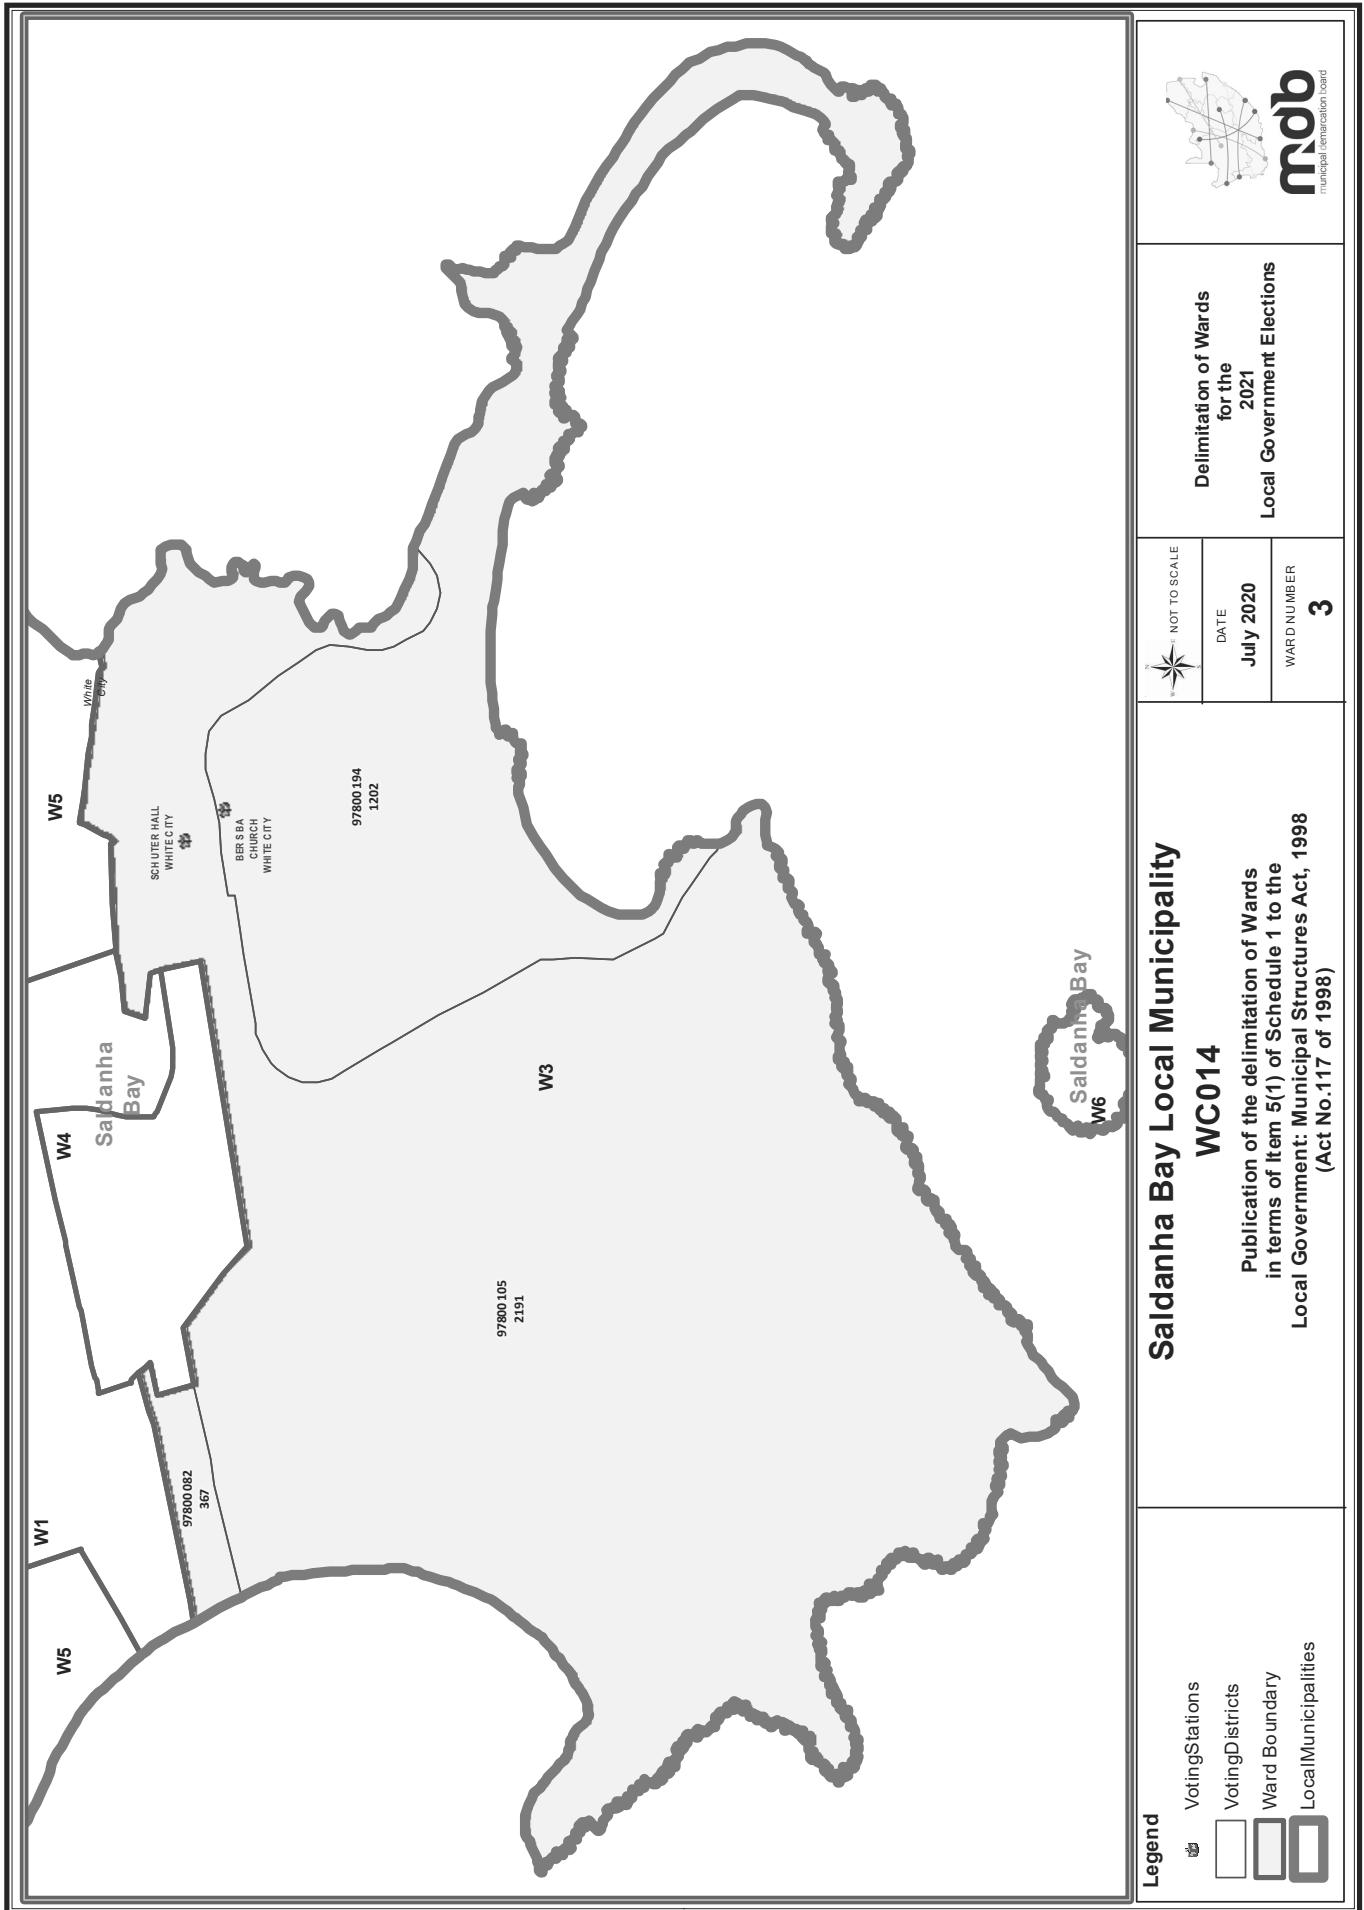 W5
W1
W4
W5
Saldanha
Bay
White
City
SCHUTER HALL
WHITE CITY
BERSBA
CHURCH
WHITE CITY
97800194
1202
97800082
367
97800105
2191
W3
Saldanha Bay
W6
Legend
VotingStations
VotingDistricts
Ward Boundary
LocalMunicipalities
Saldanha Bay Local Municipality
WC014
Publication of the delimitation of Wards
in terms of Item 5(1) of Schedule 1 to the
Local Government: Municipal Structures Act, 1998
(Act No.117 of 1998)
N
W E
S
NOT TO SCALE
DATE
July 2020
WARD NUMBER
3
Delimitation of Wards
for the
2021
Local Government Elections
mdb
municipal demarcation board